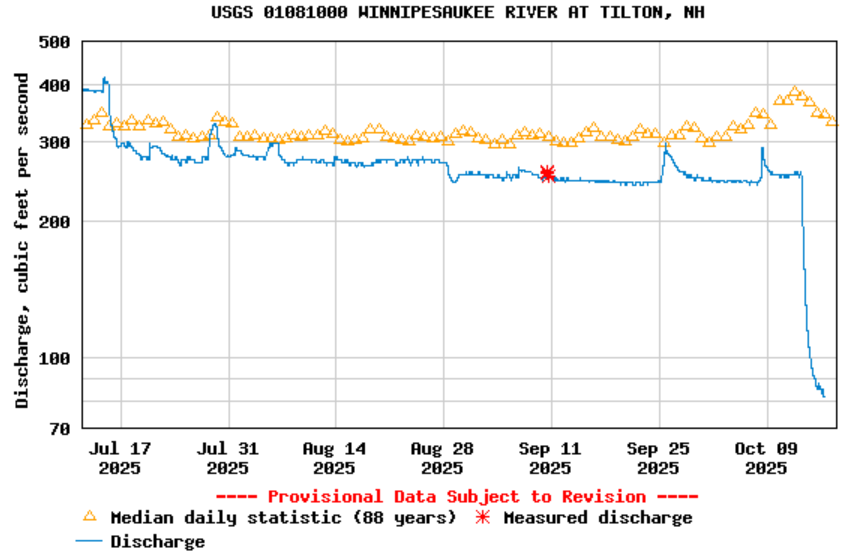 USGS 01081000 WINNIPESAUKEE RIVER AT TILTON, NH
Discharge, cubic feet per second
500
400
300
200
100
70
Jul 17 Jul 31 Aug 14 Aug 28 Sep 11 Sep 25 Oct 09
2025 2025 2025 2025 2025 2025 2025
---- Provisional Data Subject to Revision ----
Median daily statistic (88 years) Measured discharge
Discharge